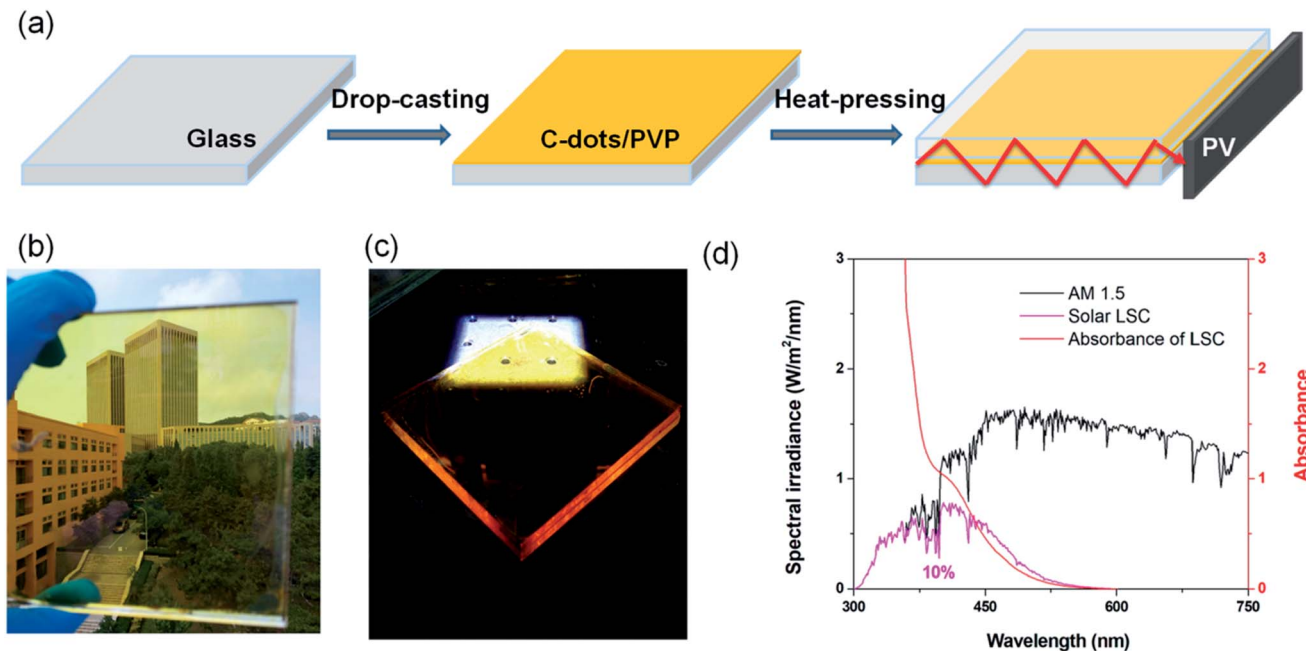 (a)
Glass
Drop-casting
C-dots/PVP
Heat-pressing
PV
(b)
(c)
(d)
Spectral irradiance (W/m²/nm)
3
2
1
0
AM 1.5
Solar LSC
Absorbance of LSC
10%
3
2
1
0
Absorbance
300
450
600
750
Wavelength (nm)